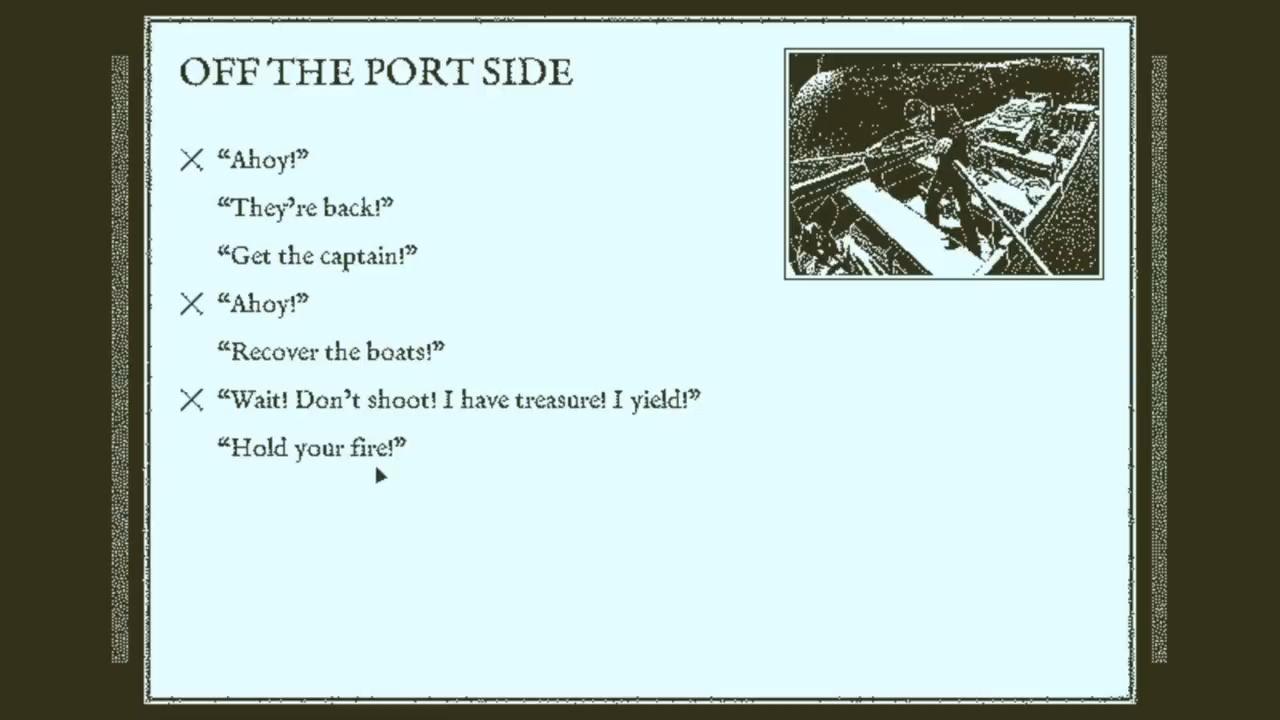 OFF THE PORT SIDE
“Ahoy!”
“They’re back!”
“Get the captain!”
“Ahoy!”
“Recover the boats!”
“Wait! Don’t shoot! I have treasure! I yield!”
“Hold your fire!”